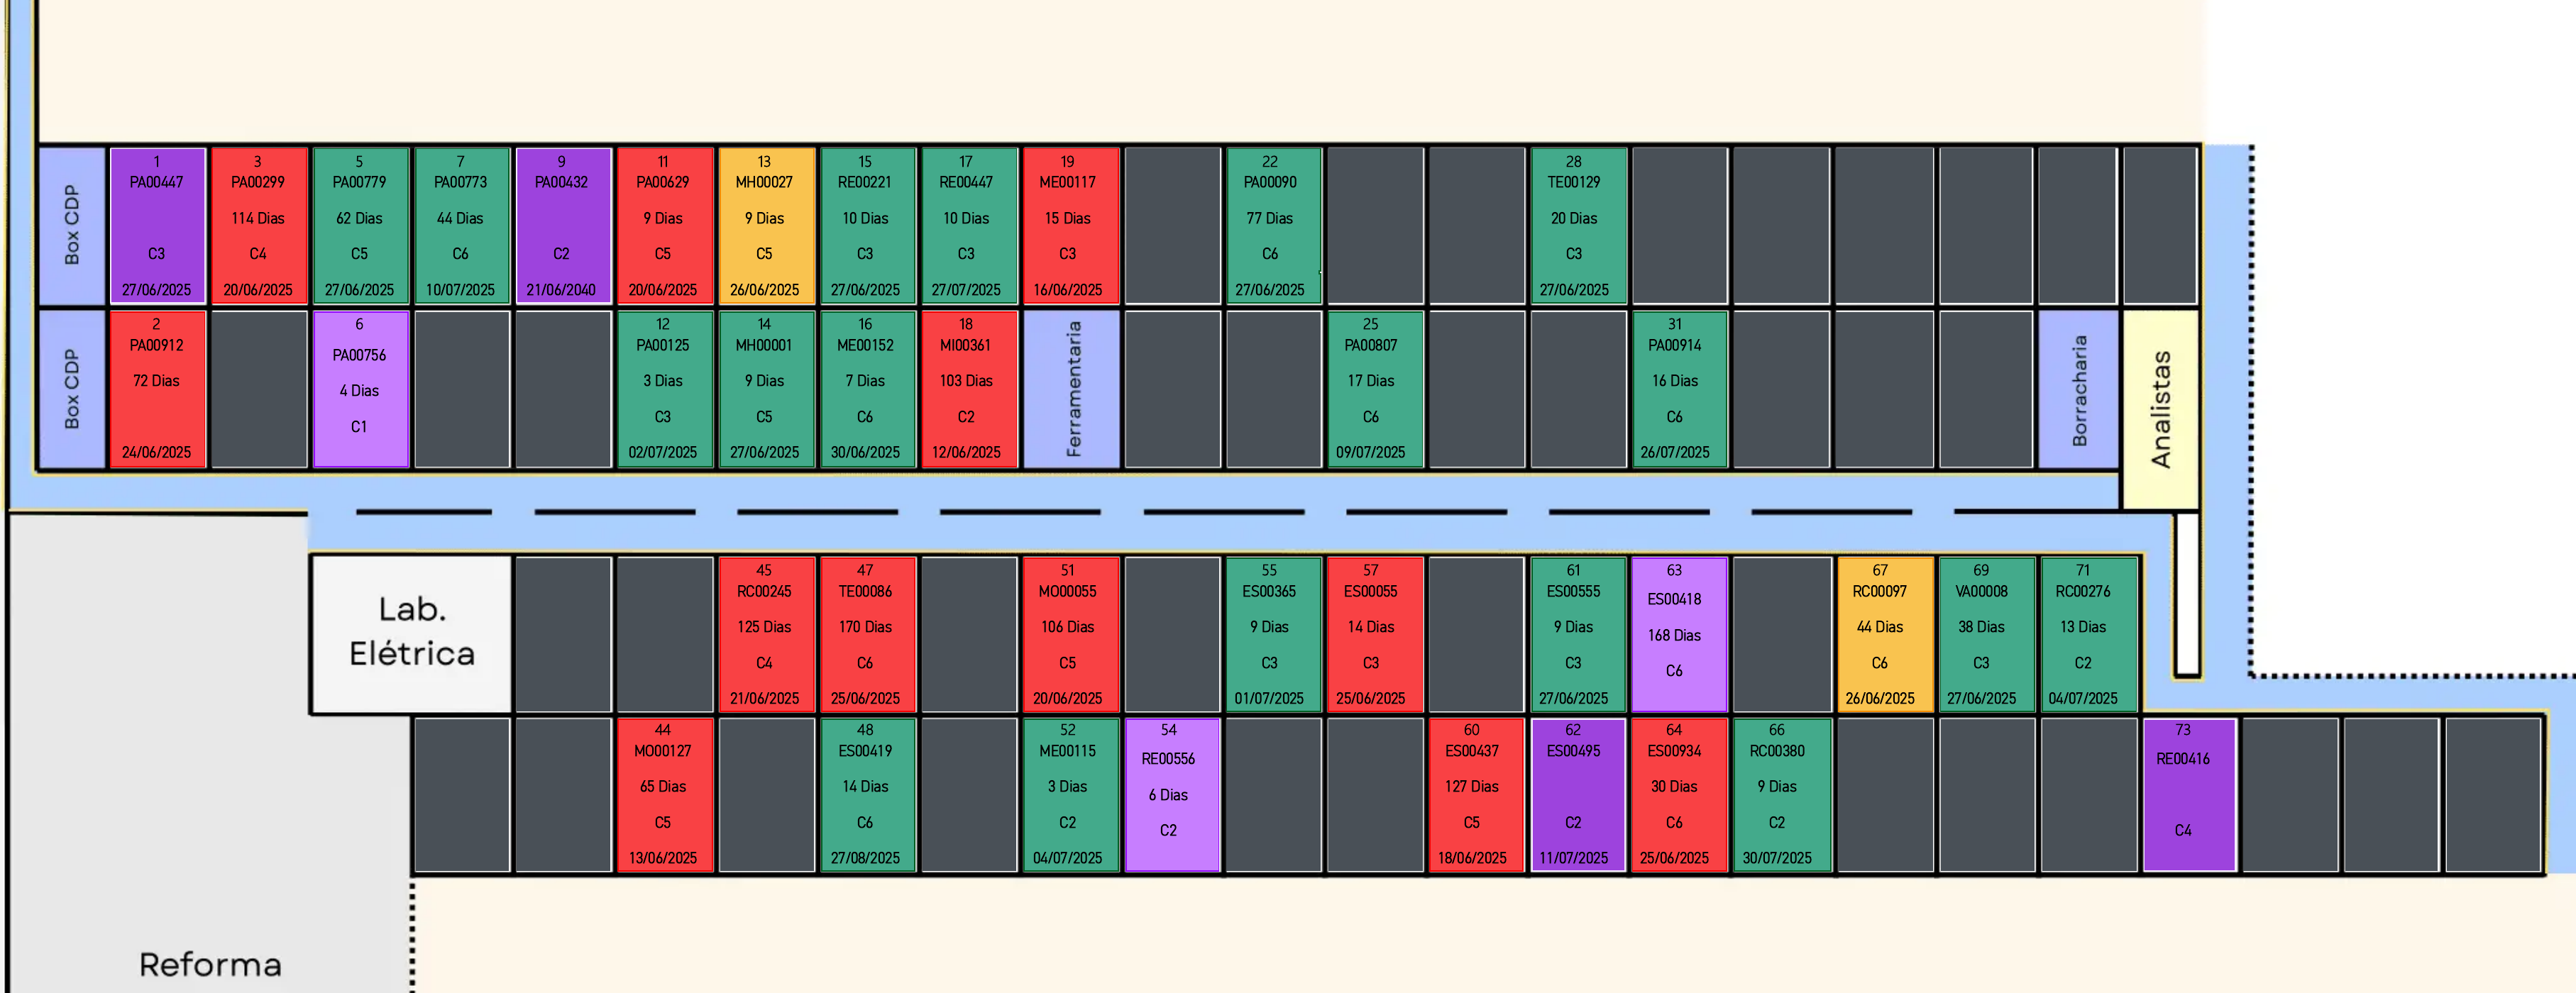 Box CDP
1
PA00447
C3
27/06/2025
3
PA00299
114 Dias
C4
20/06/2025
5
PA00779
62 Dias
C5
27/06/2025
7
PA00773
44 Dias
C6
10/07/2025
9
PA00432
C2
21/06/2040
11
PA00629
9 Dias
C5
20/06/2025
13
MH00027
9 Dias
C5
26/06/2025
15
RE00221
10 Dias
C3
27/06/2025
17
RE00447
10 Dias
C3
27/07/2025
19
ME00117
15 Dias
C3
16/06/2025
22
PA00090
77 Dias
C6
27/06/2025
28
TE00129
20 Dias
C3
27/06/2025
Box CDP
2
PA00912
72 Dias
24/06/2025
6
PA00756
4 Dias
C1
12
PA00125
3 Dias
C3
02/07/2025
14
MH00001
9 Dias
C5
27/06/2025
16
ME00152
7 Dias
C6
30/06/2025
18
MI00361
103 Dias
C2
12/06/2025
Ferramentaria
25
PA00807
17 Dias
C6
09/07/2025
31
PA00914
16 Dias
C6
26/07/2025
Borracharia
Analistas
Lab.
Elétrica
45
RC00245
125 Dias
C4
21/06/2025
47
TE00086
170 Dias
C6
25/06/2025
51
MO00055
106 Dias
C5
20/06/2025
55
ES00365
9 Dias
C3
01/07/2025
57
ES00055
14 Dias
C3
25/06/2025
61
ES00555
9 Dias
C3
27/06/2025
63
ES00418
168 Dias
C6
67
RC00097
44 Dias
C6
26/06/2025
69
VA00008
38 Dias
C3
27/06/2025
71
RC00276
13 Dias
C2
04/07/2025
44
MO00127
65 Dias
C5
13/06/2025
48
ES00419
14 Dias
C6
27/08/2025
52
ME00115
3 Dias
C2
04/07/2025
54
RE00556
6 Dias
C2
60
ES00437
127 Dias
C5
18/06/2025
62
ES00495
C2
11/07/2025
64
ES00934
30 Dias
C6
25/06/2025
66
RC00380
9 Dias
C2
30/07/2025
73
RE00416
C4
Reforma